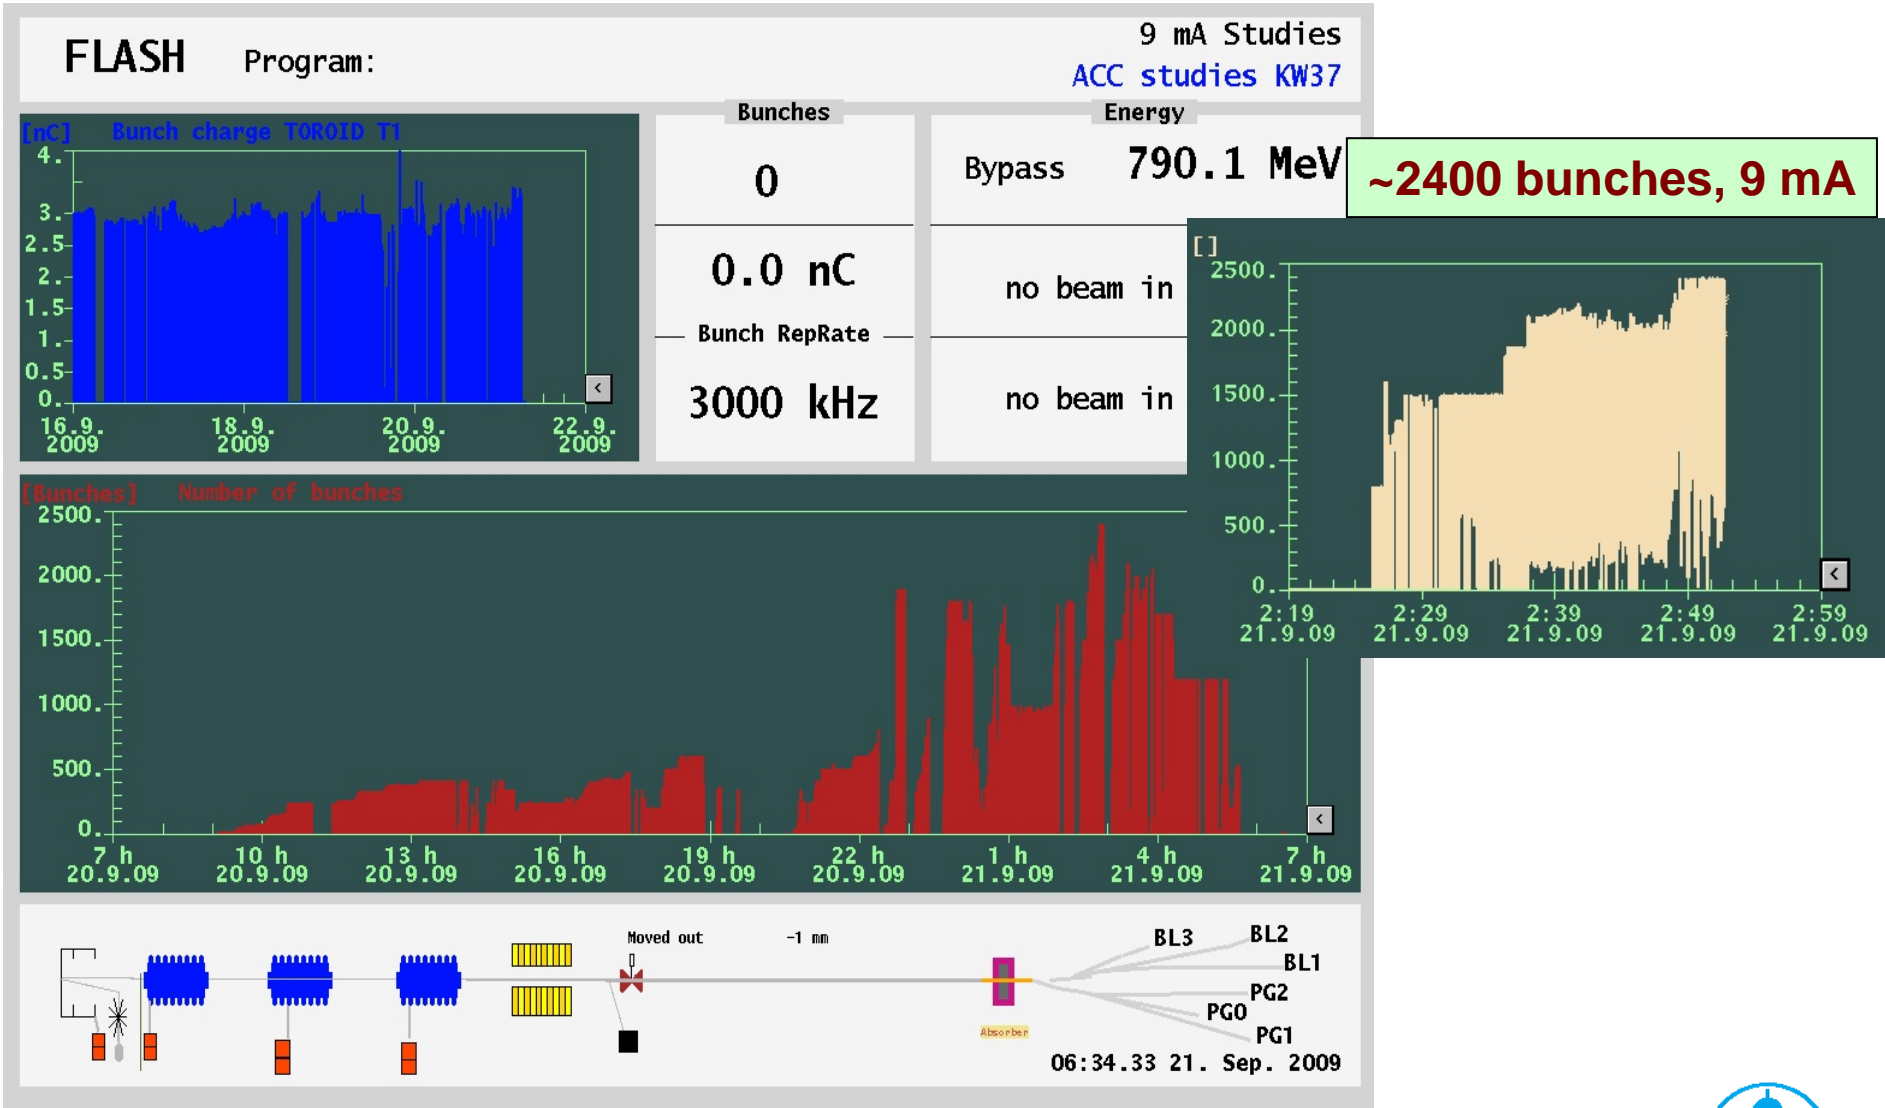 FLASH Program:
9 mA Studies
ACC studies KW37
[nC] Bunch charge TOROID T1
4.
3.
2.5
2.
1.5
1.
0.5
0.
16.9. 18.9. 20.9. 22.9.
2009 2009 2009 2009
<
Bunches
0
0.0 nC
Bunch RepRate
3000 kHz
Energy
Bypass 790.1 MeV
no beam in
no beam in
~2400 bunches, 9 mA
[]
2500.
2000.
1500.
1000.
500.
0.
<
2:19 2:29 2:39 2:49 2:59
21.9.09 21.9.09 21.9.09 21.9.09 21.9.09
[Bunches] Number of bunches
2500.
2000.
1500.
1000.
500.
0.
<
7 h 10 h 13 h 16 h 19 h 22 h 1 h 4 h 7 h
20.9.09 20.9.09 20.9.09 20.9.09 20.9.09 20.9.09 21.9.09 21.9.09 21.9.09
Moved out -1 mm
BL3 BL2
BL1
PG2
PG0
PG1
Absorber
06:34.33 21. Sep. 2009